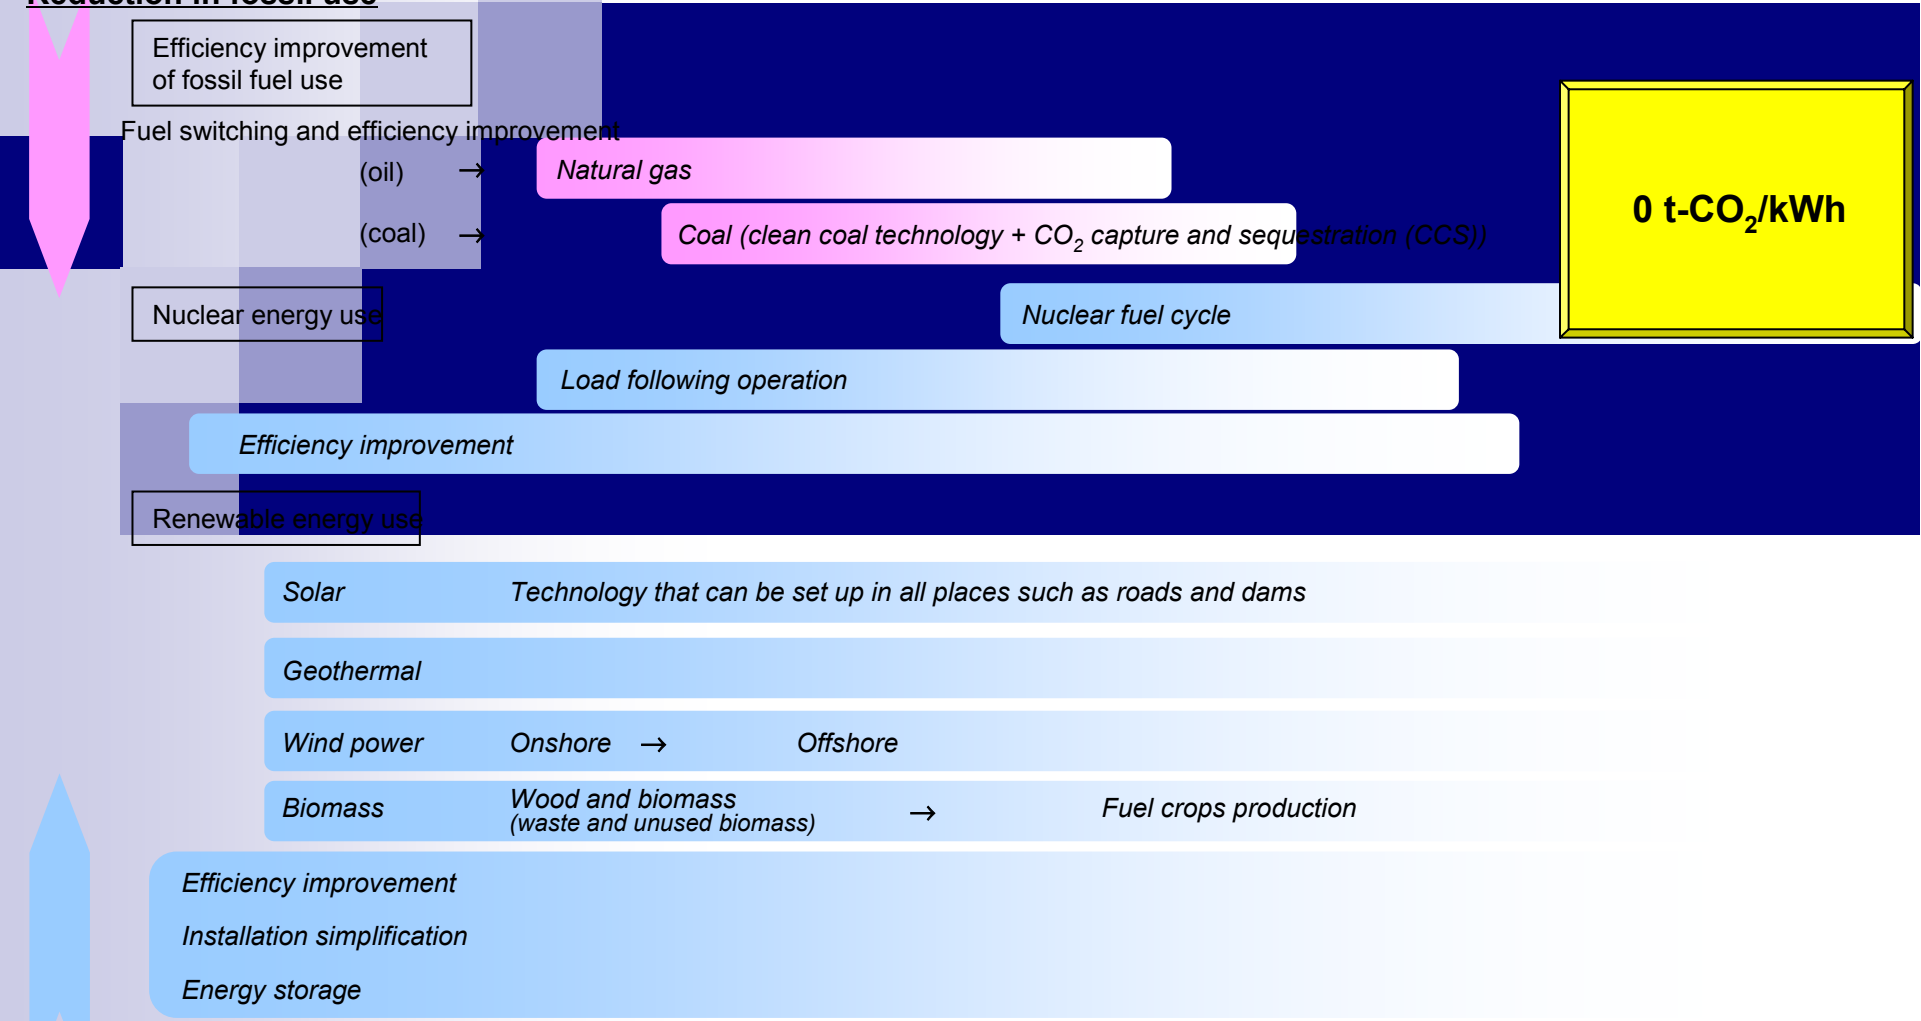 Reduction in fossil use
Efficiency improvement
of fossil fuel use
Fuel switching and efficiency improvement
(oil) → Natural gas
(coal) → Coal (clean coal technology + CO₂ capture and sequestration (CCS))
0 t-CO₂/kWh
Nuclear energy use
Nuclear fuel cycle
Load following operation
Efficiency improvement
Renewable energy use
Solar Technology that can be set up in all places such as roads and dams
Geothermal
Wind power Onshore → Offshore
Biomass Wood and biomass → Fuel crops production
(waste and unused biomass)
Efficiency improvement
Installation simplification
Energy storage